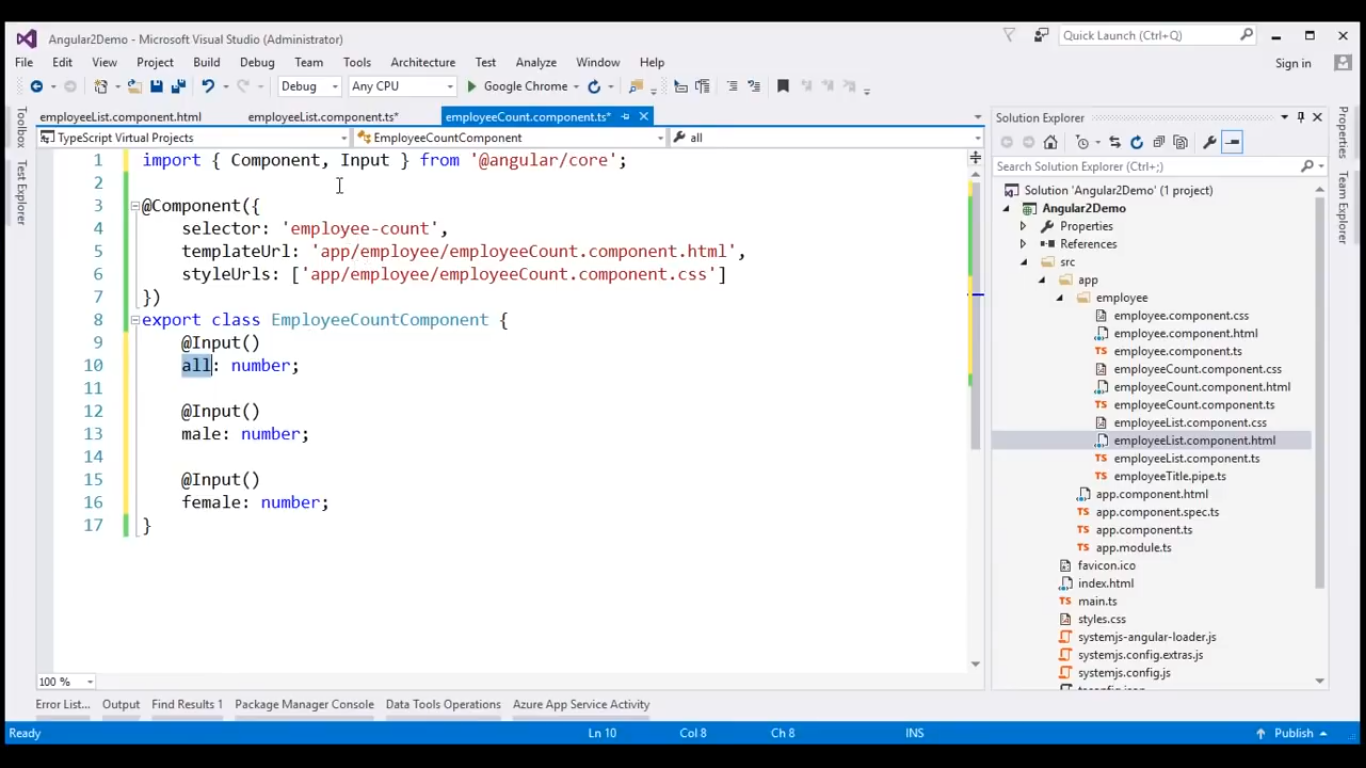 Angular2Demo - Microsoft Visual Studio (Administrator)
Quick Launch (Ctrl+Q)
File Edit View Project Build Debug Team Tools Architecture Test Analyze Window Help
Sign in
Debug Any CPU Google Chrome
Toolbox
Test Explorer
employeeList.component.html employeeList.component.ts* employeeCount.component.ts*
TypeScript Virtual Projects EmployeeCountComponent all
1 import { Component, Input } from '@angular/core';
2
3 @Component({
4 selector: 'employee-count',
5 templateUrl: 'app/employee/employeeCount.component.html',
6 styleUrls: ['app/employee/employeeCount.component.css']
7 })
8 export class EmployeeCountComponent {
9 @Input()
10 all: number;
11
12 @Input()
13 male: number;
14
15 @Input()
16 female: number;
17 }
100 %
Solution Explorer
Search Solution Explorer (Ctrl+;)
Solution 'Angular2Demo' (1 project)
Angular2Demo
Properties
References
src
app
employee
employee.component.css
employee.component.html
employee.component.ts
employeeCount.component.css
employeeCount.component.html
employeeCount.component.ts
employeeList.component.css
employeeList.component.html
employeeList.component.ts
employeeTitle.pipe.ts
app.component.html
app.component.spec.ts
app.component.ts
app.module.ts
favicon.ico
index.html
main.ts
styles.css
systemjs-angular-loader.js
systemjs.config.extras.js
systemjs.config.js
Properties
Team Explorer
Error List... Output Find Results 1 Package Manager Console Data Tools Operations Azure App Service Activity
Ready Ln 10 Col 8 Ch 8 INS Publish